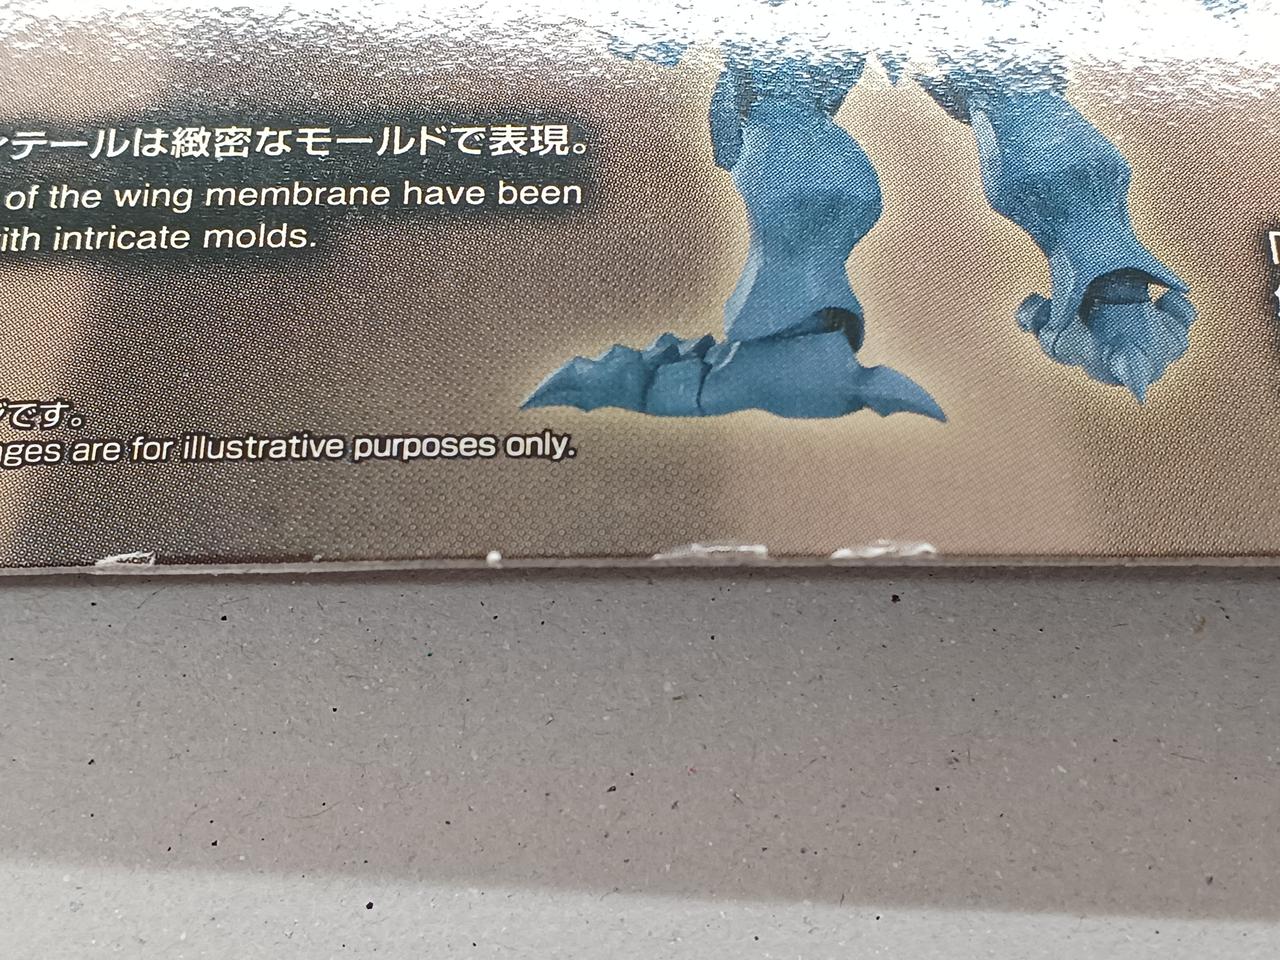 テールは緻密なモールドで表現。
of the wing membrane have been
ith intricate molds.
です。
ges are for illustrative purposes only.